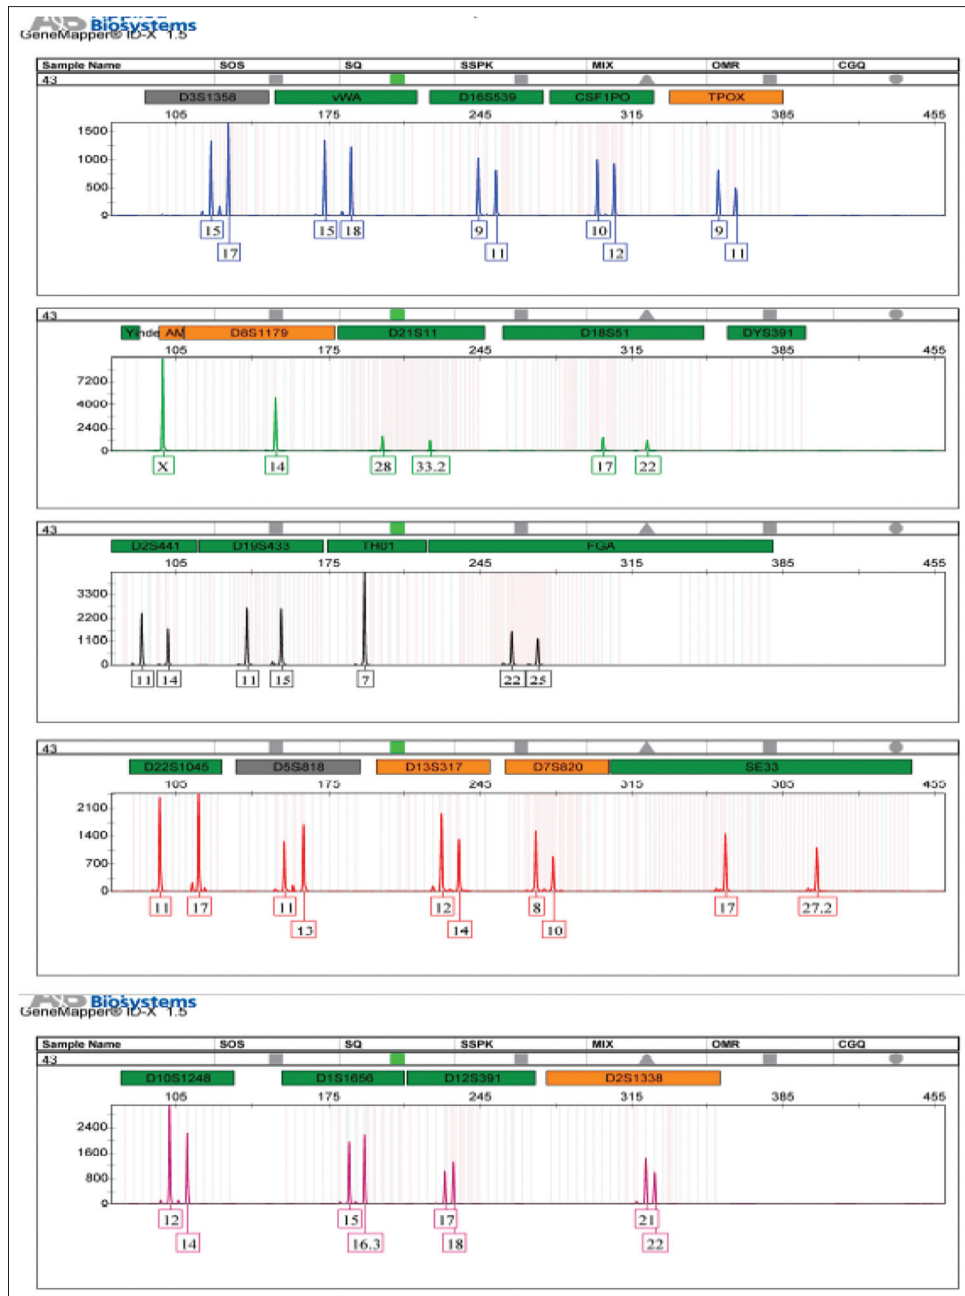 Biosystems
GeneMapper® ID-X 1.5
Sample Name SOS SQ SSPK MIX OMR CGQ
43
D3S1358 vWA D16S539 CSF1PO TPOX
105 175 245 315 385 455
1500
1000
500
0
15 15 18 9 10 9
17 11 12 11
43
Yinde AM D8S1179 D21S11 D18S51 DYS391
105 175 245 315 385 455
7200
4000
2400
0
X 14 28 33.2 17 22
43
D2S441 D19S433 TH01 FGA
105 175 245 315 385 455
3300
2200
1100
0
11 14 11 15 7 22 25
43
D22S1045 D5S818 D13S317 D7S820 SE33
105 175 245 315 455
2100
1400
700
0
11 17 11 12 8 17 27.2
13 14 10
Biosystems
GeneMapper® ID-X 1.5
Sample Name SOS SQ SSPK MIX OMR CGQ
43
D10S1248 D1S1656 D12S391 D2S1338
105 175 245 315 385 455
2400
1600
800
0
12 15 17 21
14 16.3 18 22